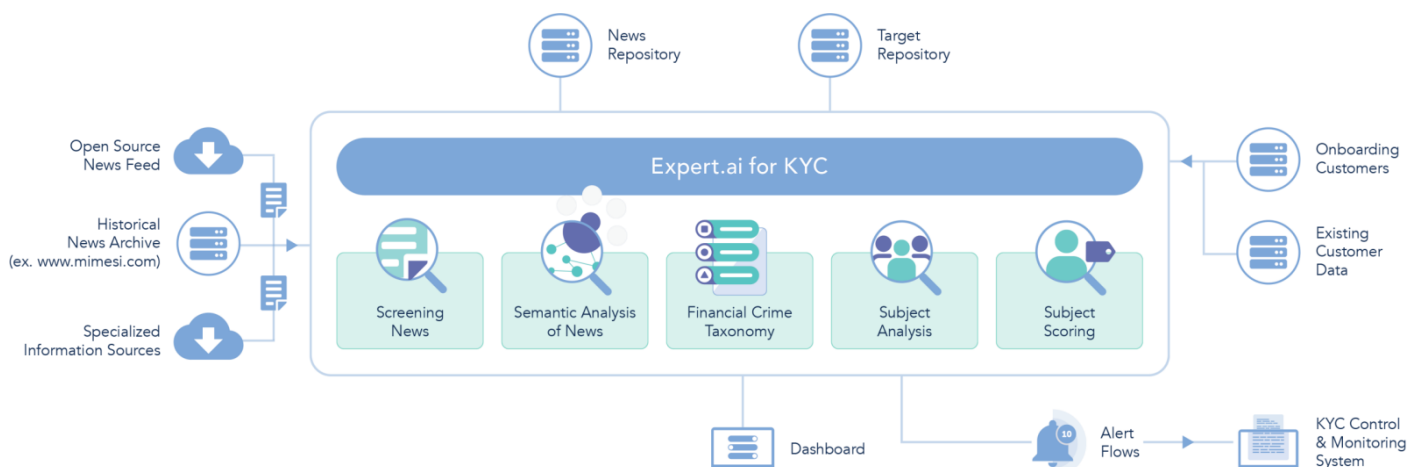 News
Repository
Target
Repository
Open Source
News Feed
Historical
News Archive
(ex. www.mimesi.com)
Specialized
Information Sources
Expert.ai for KYC
Screening
News
Semantic Analysis
of News
Financial Crime
Taxonomy
Subject
Analysis
Subject
Scoring
Onboarding
Customers
Existing
Customer
Data
Dashboard
10
Alert
Flows
KYC Control
& Monitoring
System